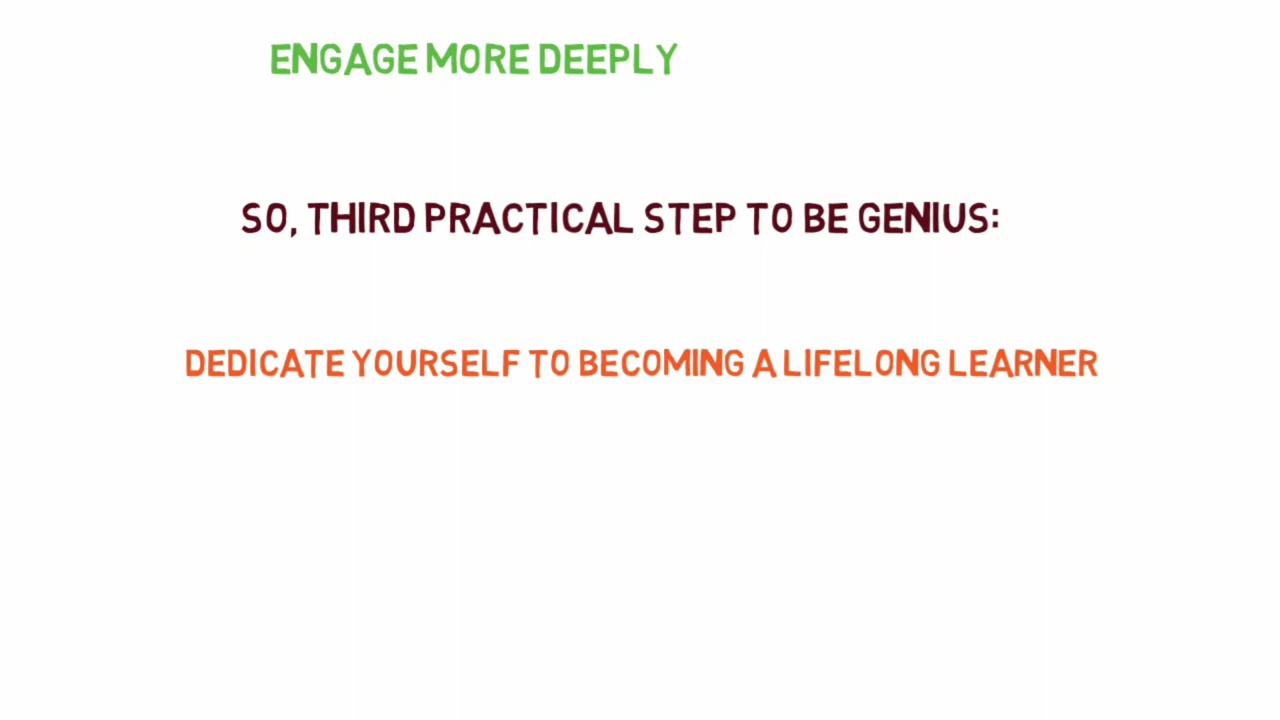 ENGAGE MORE DEEPLY
SO, THIRD PRACTICAL STEP TO BE GENIUS:
DEDICATE YOURSELF TO BECOMING A LIFELONG LEARNER